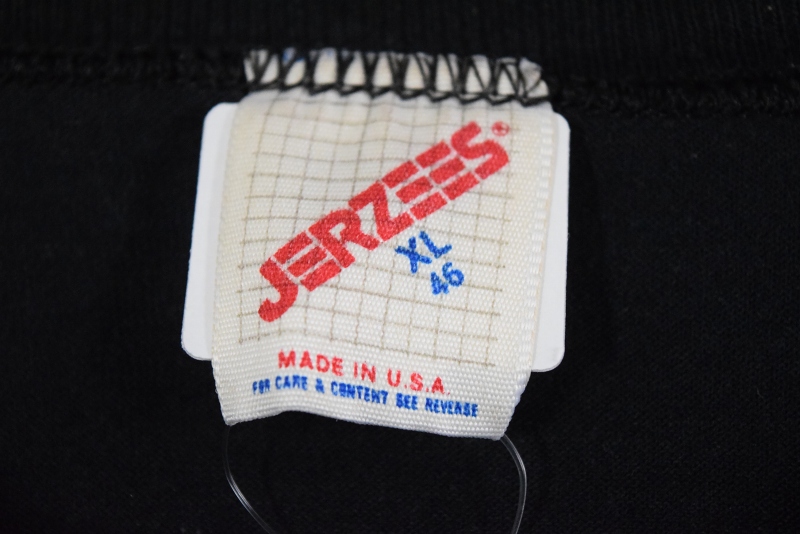 JERZEES®
XL
46
MADE IN U.S.A.
FOR CARE & CONTENT SEE REVERSE